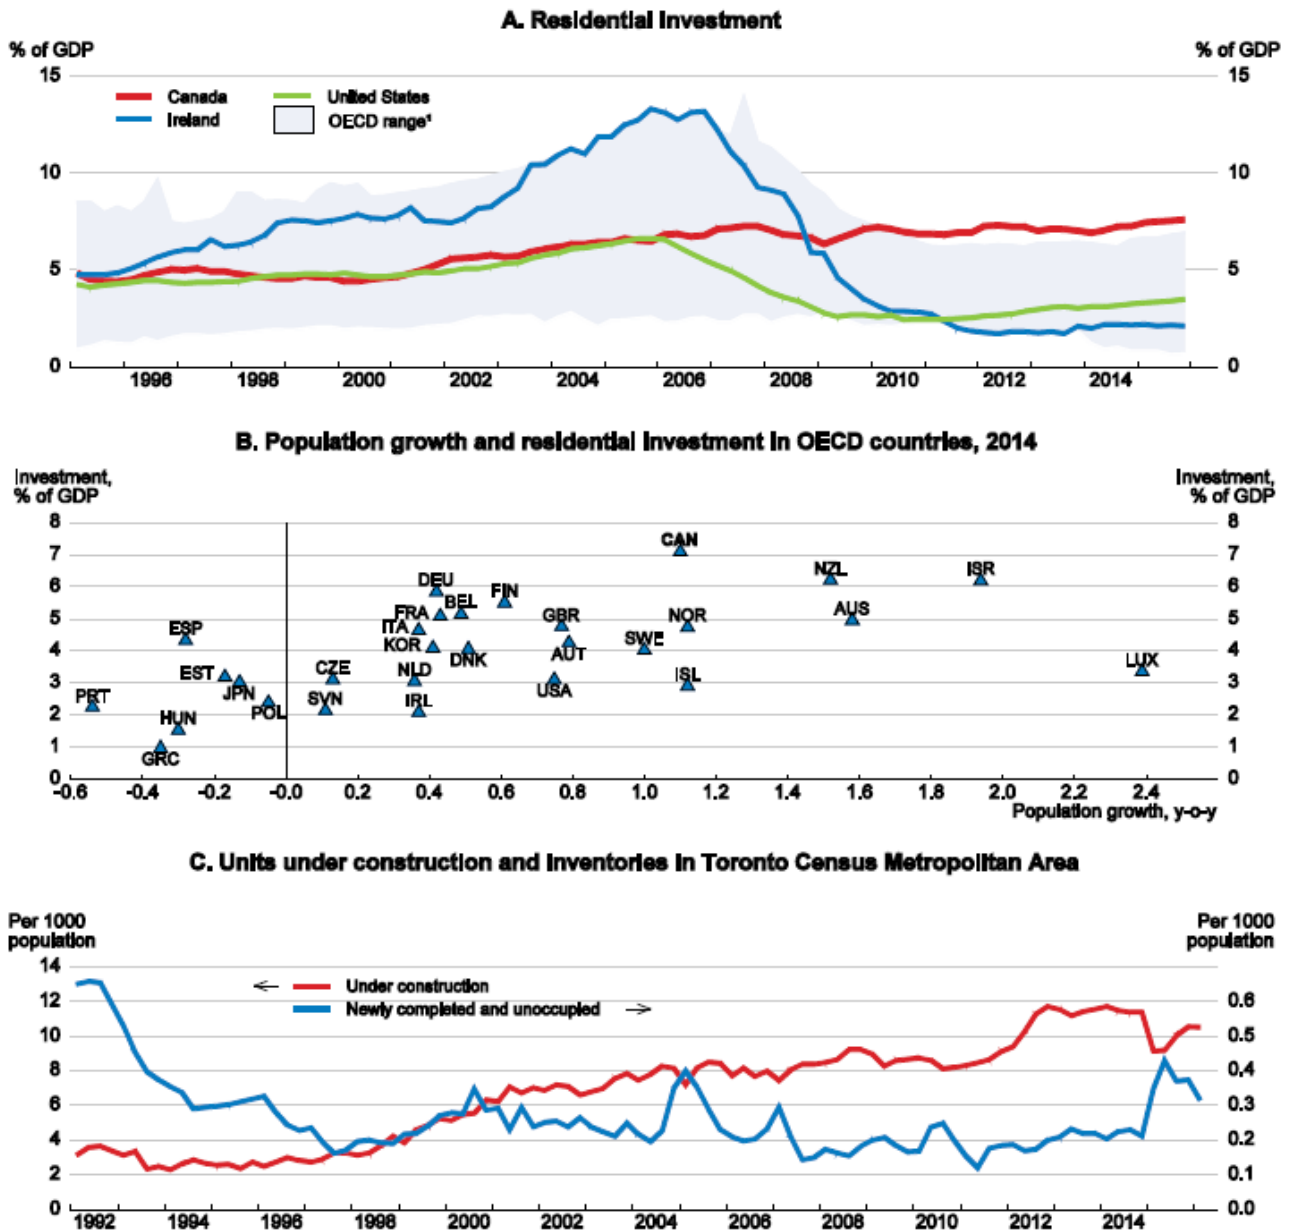 A. Residential Investment
% of GDP % of GDP
15 15
Canada United States
Ireland OECD range¹
10 10
5 5
0 0
1996 1998 2000 2002 2004 2006 2008 2010 2012 2014
B. Population growth and residential investment in OECD countries, 2014
Investment, Investment,
% of GDP % of GDP
8 8
CAN
7 7
NZL ISR
DEU
6 6
BEL FIN
FRA GBR NOR AUS
5 5
ESP ITA
KOR SWE
4 4
DNK AUT
EST CZE NLD ISL LUX
3 3
PRT JPN USA
POL SVN IRL
2 2
HUN
1 1
GRC
0 0
-0.6 -0.4 -0.2 -0.0 0.2 0.4 0.6 0.8 1.0 1.2 1.4 1.6 1.8 2.0 2.2 2.4
Population growth, y-o-y
C. Units under construction and inventories in Toronto Census Metropolitan Area
Per 1000 Per 1000
population population
14
Under construction
12 0.6
Newly completed and unoccupied
10 0.5
8 0.4
6 0.3
4 0.2
2 0.1
0 0.0
1992 1994 1996 1998 2000 2002 2004 2006 2008 2010 2012 2014